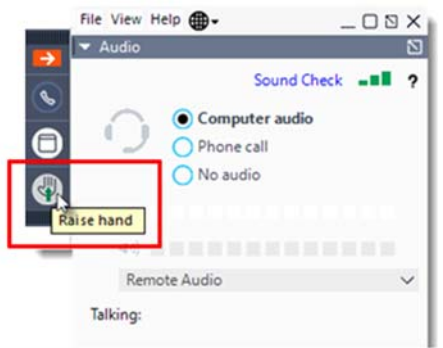 File View Help
Audio
Sound Check ?
Computer audio
Phone call
No audio
Raise hand
Remote Audio
Talking: